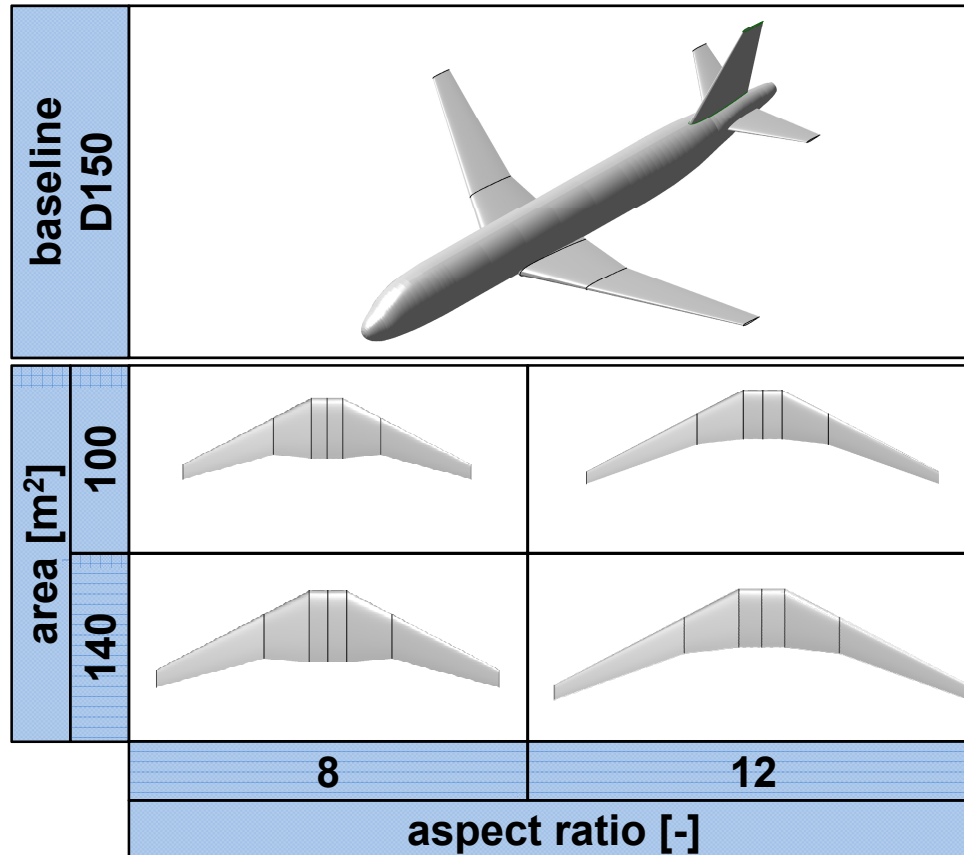 baseline
D150
area [m²]
100
140
8
12
aspect ratio [-]